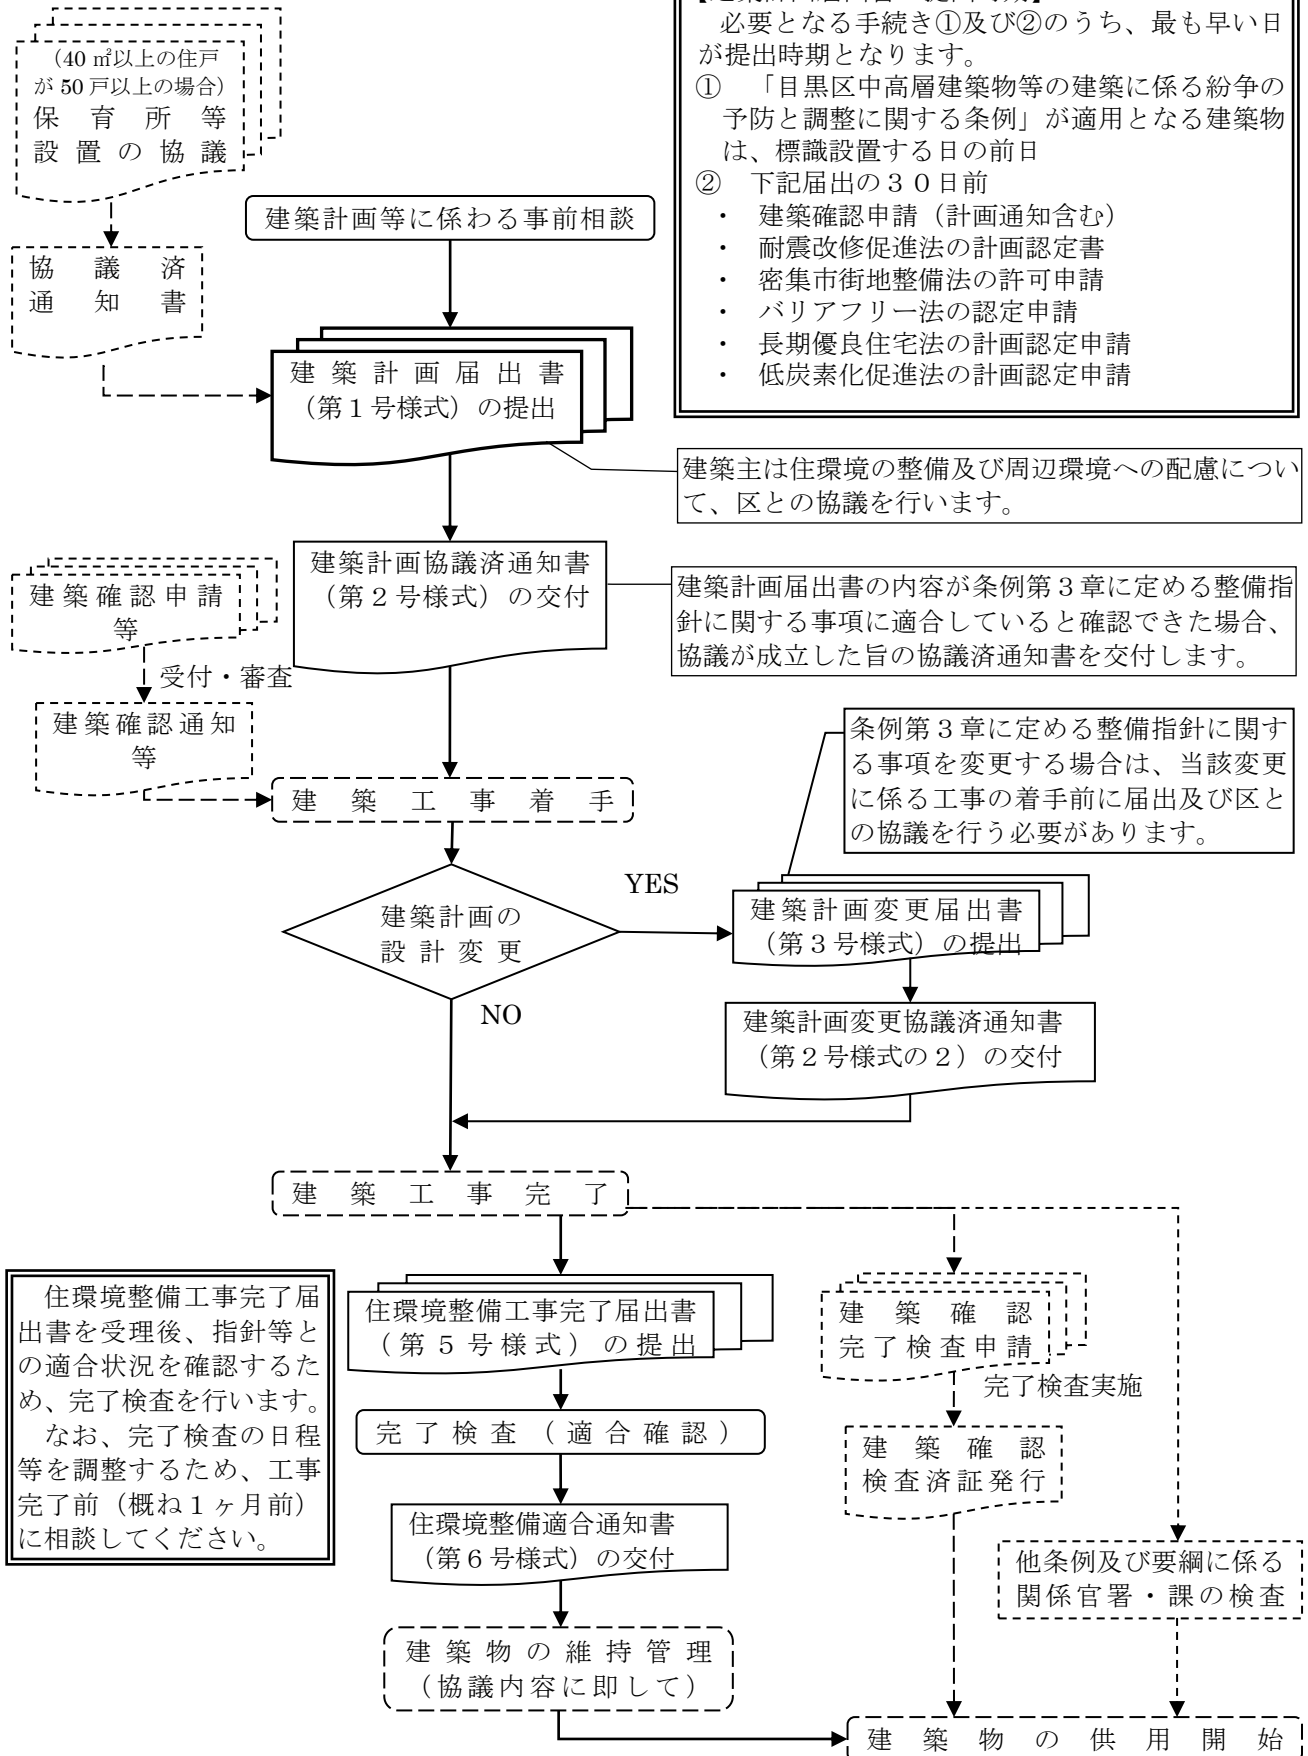 (40 ㎡以上の住戸
が 50 戸以上の場合)
保育所等
設置の協議
協議済
通知書
必要となる手続き①及び②のうち、最も早い日
が提出時期となります。
① 「目黒区中高層建築物等の建築に係る紛争の
予防と調整に関する条例」が適用となる建築物
は、標識設置する日の前日
② 下記届出の３０日前
・ 建築確認申請（計画通知含む）
・ 耐震改修促進法の計画認定書
・ 密集市街地整備法の許可申請
・ バリアフリー法の認定申請
・ 長期優良住宅法の計画認定申請
・ 低炭素化促進法の計画認定申請
建築計画等に係わる事前相談
建築計画届出書
（第１号様式）の提出
建築主は住環境の整備及び周辺環境への配慮につい
て、区との協議を行います。
建築計画協議済通知書
（第２号様式）の交付
建築計画届出書の内容が条例第３章に定める整備指
針に関する事項に適合していると確認できた場合、
協議が成立した旨の協議済通知書を交付します。
建築確認申請
等
受付・審査
建築確認通知
等
建築工事着手
条例第３章に定める整備指針に関す
る事項を変更する場合は、当該変更
に係る工事の着手前に届出及び区と
の協議を行う必要があります。
建築計画の
設計変更
YES
NO
建築計画変更届出書
（第３号様式）の提出
建築計画変更協議済通知書
（第２号様式の２）の交付
建築工事完了
住環境整備工事完了届
出書を受理後、指針等と
の適合状況を確認するた
め、完了検査を行います。
なお、完了検査の日程
等を調整するため、工事
完了前（概ね１ヶ月前）
に相談してください。
住環境整備工事完了届出書
（第５号様式）の提出
完了検査（適合確認）
住環境整備適合通知書
（第６号様式）の交付
建築物の維持管理
（協議内容に即して）
建築確認
完了検査申請
完了検査実施
建築確認
検査済証発行
他条例及び要綱に係る
関係官署・課の検査
建築物の供用開始